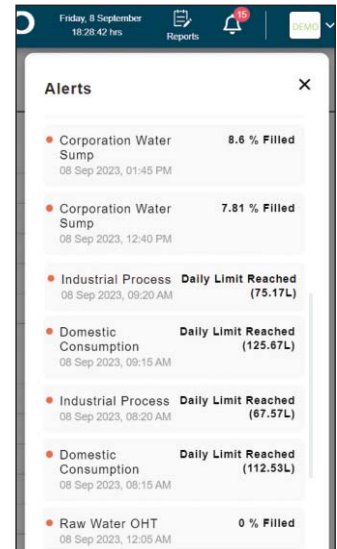 Friday, 8 September
18:28:42 hrs
Reports
15
DEMO
Alerts
Corporation Water 8.6 % Filled
Sump
08 Sep 2023, 01:45 PM
Corporation Water 7.81 % Filled
Sump
08 Sep 2023, 12:40 PM
Industrial Process Daily Limit Reached
08 Sep 2023, 09:20 AM (75.17L)
Domestic Daily Limit Reached
Consumption (125.67L)
08 Sep 2023, 09:15 AM
Industrial Process Daily Limit Reached
08 Sep 2023, 08:20 AM (67.57L)
Domestic Daily Limit Reached
Consumption (112.53L)
08 Sep 2023, 08:15 AM
Raw Water OHT 0 % Filled
08 Sep 2023, 12:05 AM